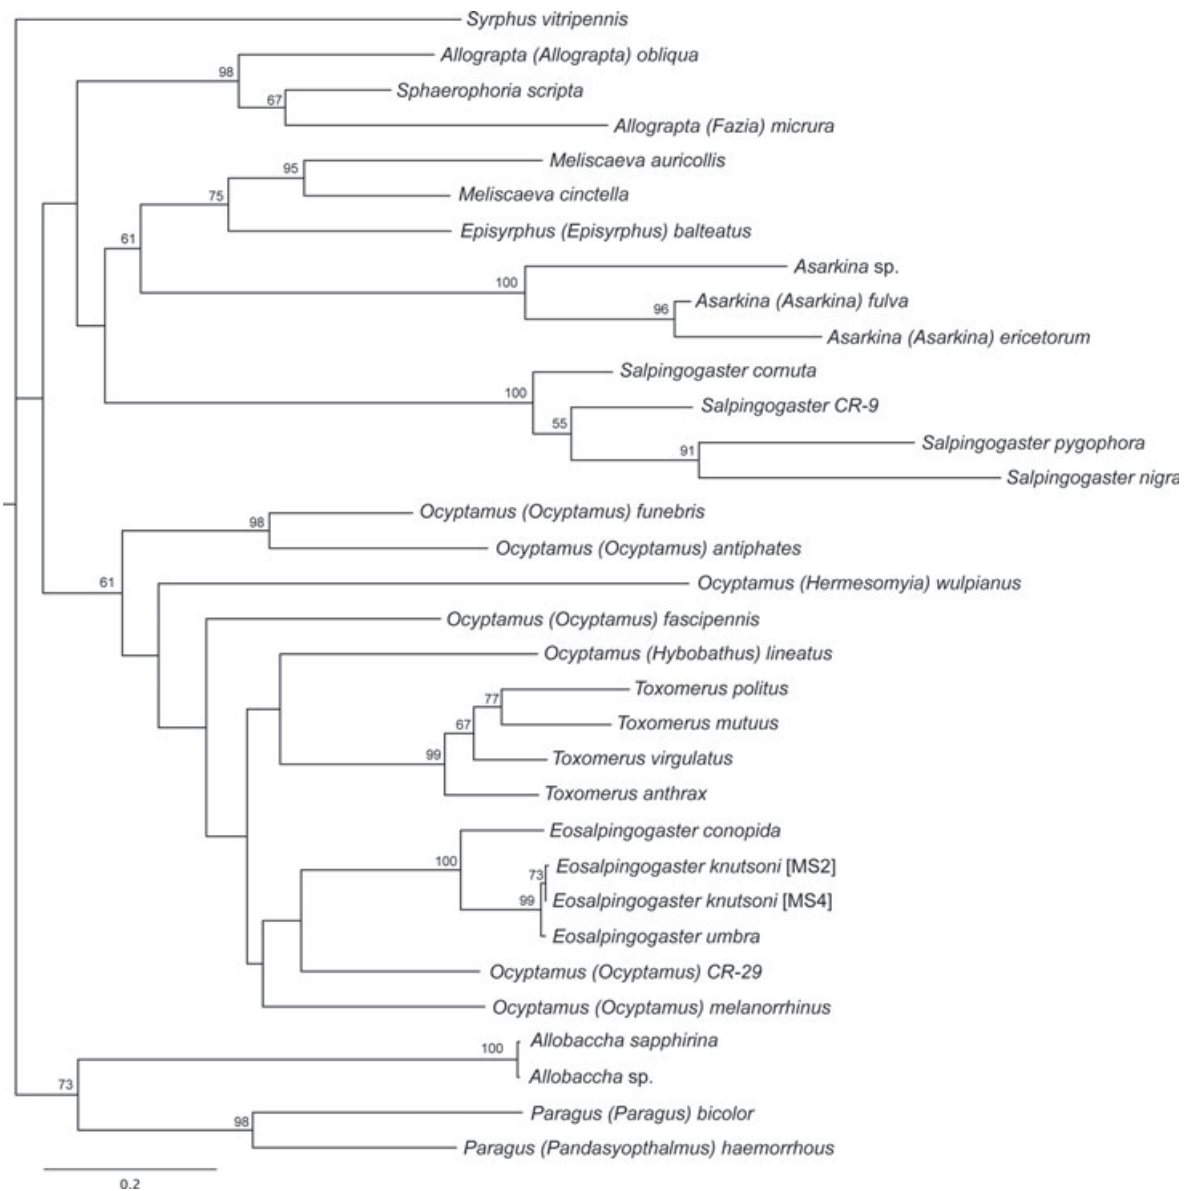 Syrphus vitripennis
Allograpta (Allograpta) obliqua
98
Sphaerophoria scripta
67
Allograpta (Fazia) micrura
Meliscaeva auricollis
95
Meliscaeva cinctella
75
Episyrphus (Episyrphus) balteatus
61
Asarkina sp.
100
Asarkina (Asarkina) fulva
96
Asarkina (Asarkina) ericetorum
Salpingogaster cornuta
100
Salpingogaster CR-9
55
Salpingogaster pygophora
91
Salpingogaster nigra
Ocyptamus (Ocyptamus) funebris
98
Ocyptamus (Ocyptamus) antiphates
61
Ocyptamus (Hermesomyia) wulpianus
Ocyptamus (Ocyptamus) fascipennis
Ocyptamus (Hybobathus) lineatus
Toxomerus politus
77
Toxomerus mutuus
67
Toxomerus virgulatus
99
Toxomerus anthrax
Eosalpingogaster conopida
100
Eosalpingogaster knutsoni [MS2]
73
Eosalpingogaster knutsoni [MS4]
99
Eosalpingogaster umbra
Ocyptamus (Ocyptamus) CR-29
Ocyptamus (Ocyptamus) melanorrhinus
Allobaccha sapphirina
100
Allobaccha sp.
73
Paragus (Paragus) bicolor
98
Paragus (Pandasyopthalmus) haemorrhous
0.2